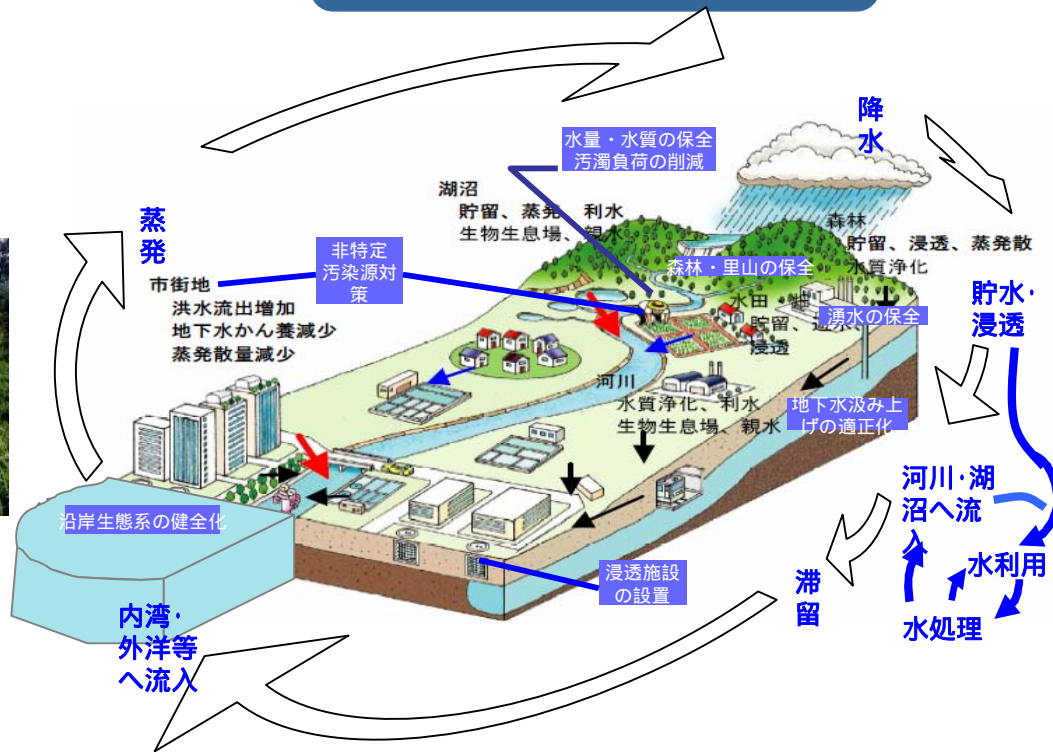 降
水
水量・水質の保全
汚濁負荷の削減
湖沼
貯留、蒸発、利水
生物生息場、親水
蒸
発
非特定
汚染源対
策
森林
貯留、浸透、蒸発散
水質浄化
森林・里山の保全
市街地
洪水流出増加
地下水かん養減少
蒸発散量減少
水田・畑
貯留、
浸透
湧水の保全
貯水・
浸透
河川
水質浄化、利水
生物生息場、親水
地下水汲み上
げの適正化
河川・湖
沼へ流
入
水利用
水処理
沿岸生態系の健全化
浸透施設
の設置
滞
留
内湾・
外洋等
へ流入